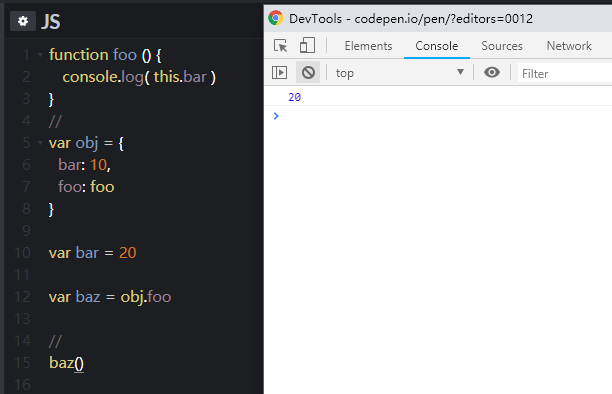 JS
1 function foo () {
2 console.log( this.bar )
3 }
4 //
5 var obj = {
6 bar: 10,
7 foo: foo
8 }
9
10 var bar = 20
11
12 var baz = obj.foo
13
14 //
15 baz()
16
DevTools - codepen.io/pen/?editors=0012
Elements Console Sources Network
top Filter
20
>